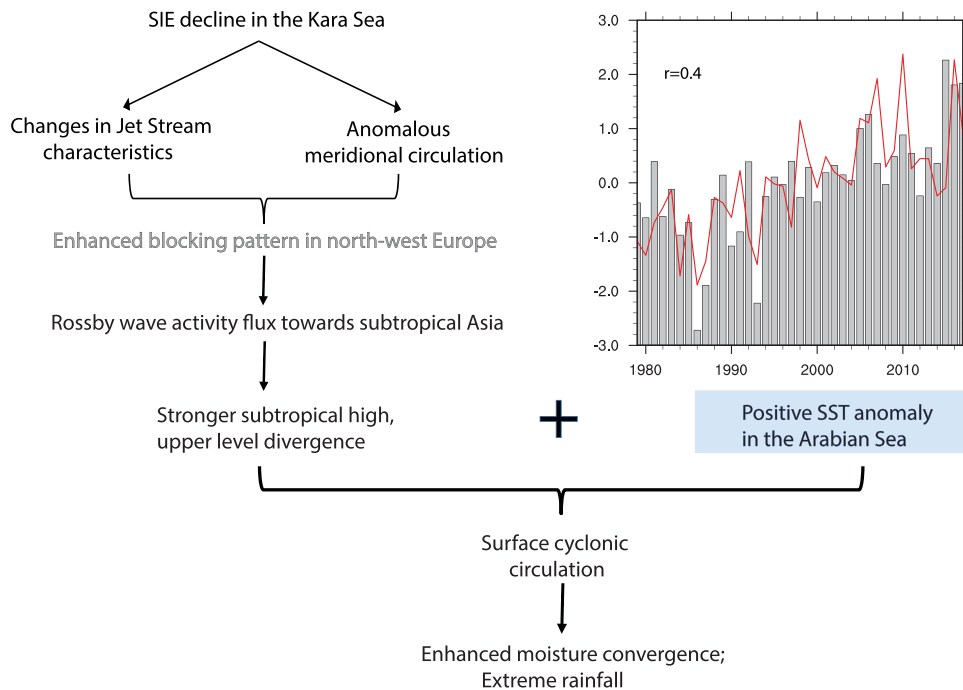 SIE decline in the Kara Sea
Changes in Jet Stream
characteristics
Anomalous
meridional circulation
Enhanced blocking pattern in north-west Europe
Rossby wave activity flux towards subtropical Asia
Stronger subtropical high,
upper level divergence
3.0
2.0
1.0
0.0
-1.0
-2.0
-3.0
r=0.4
1980 1990 2000 2010
+
Positive SST anomaly
in the Arabian Sea
Surface cyclonic
circulation
Enhanced moisture convergence;
Extreme rainfall